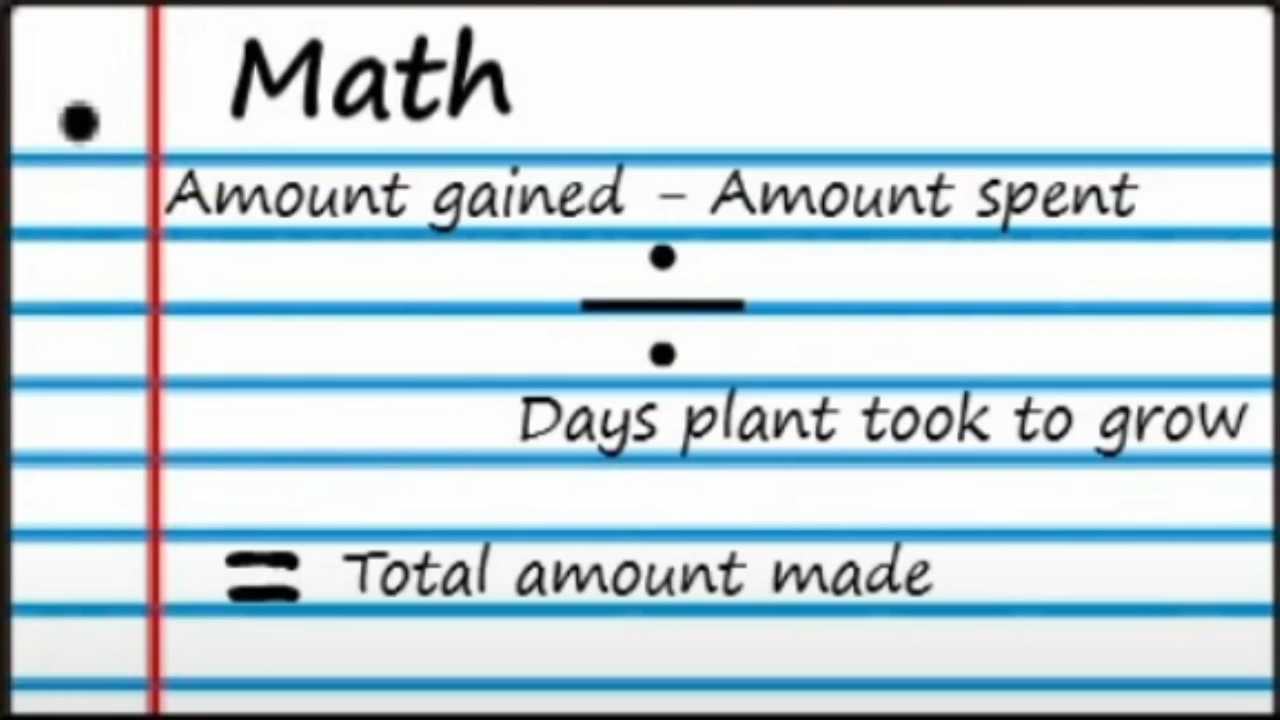 Math
Amount gained - Amount spent
÷
Days plant took to grow
= Total amount made